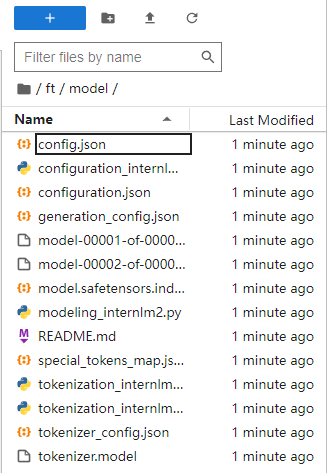 +
Filter files by name
/ ft / model /
Name Last Modified
config.json 1 minute ago
configuration_internl... 1 minute ago
configuration.json 1 minute ago
generation_config.json 1 minute ago
model-00001-of-0000... 1 minute ago
model-00002-of-0000... 1 minute ago
model.safetensors.ind... 1 minute ago
modeling_internlm2.py 1 minute ago
README.md 1 minute ago
special_tokens_map.js... 1 minute ago
tokenization_internlm... 1 minute ago
tokenization_internlm... 1 minute ago
tokenizer_config.json 1 minute ago
tokenizer.model 1 minute ago